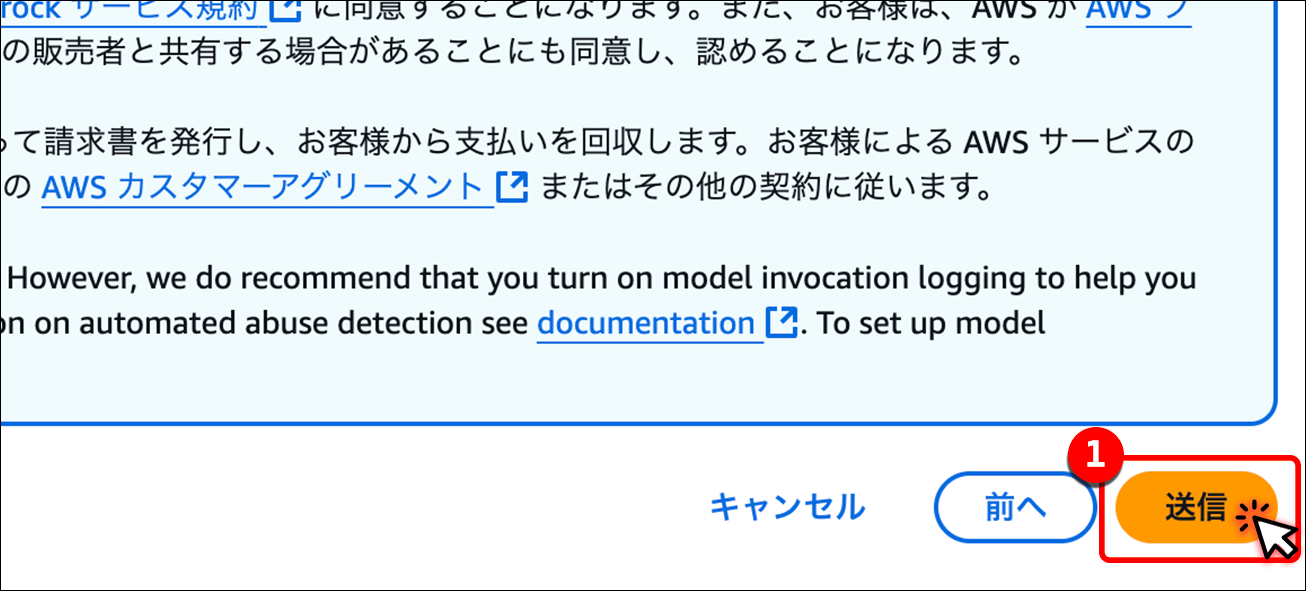 rock サービス規約 に同意することになります。また、お客様は、AWS が AWS プ
の販売者と共有する場合があることにも同意し、認めることになります。
って請求書を発行し、お客様から支払いを回収します。お客様による AWS サービスの
の AWS カスタマーアグリーメント またはその他の契約に従います。
However, we do recommend that you turn on model invocation logging to help you
on on automated abuse detection see documentation. To set up model
キャンセル 前へ 1 送信